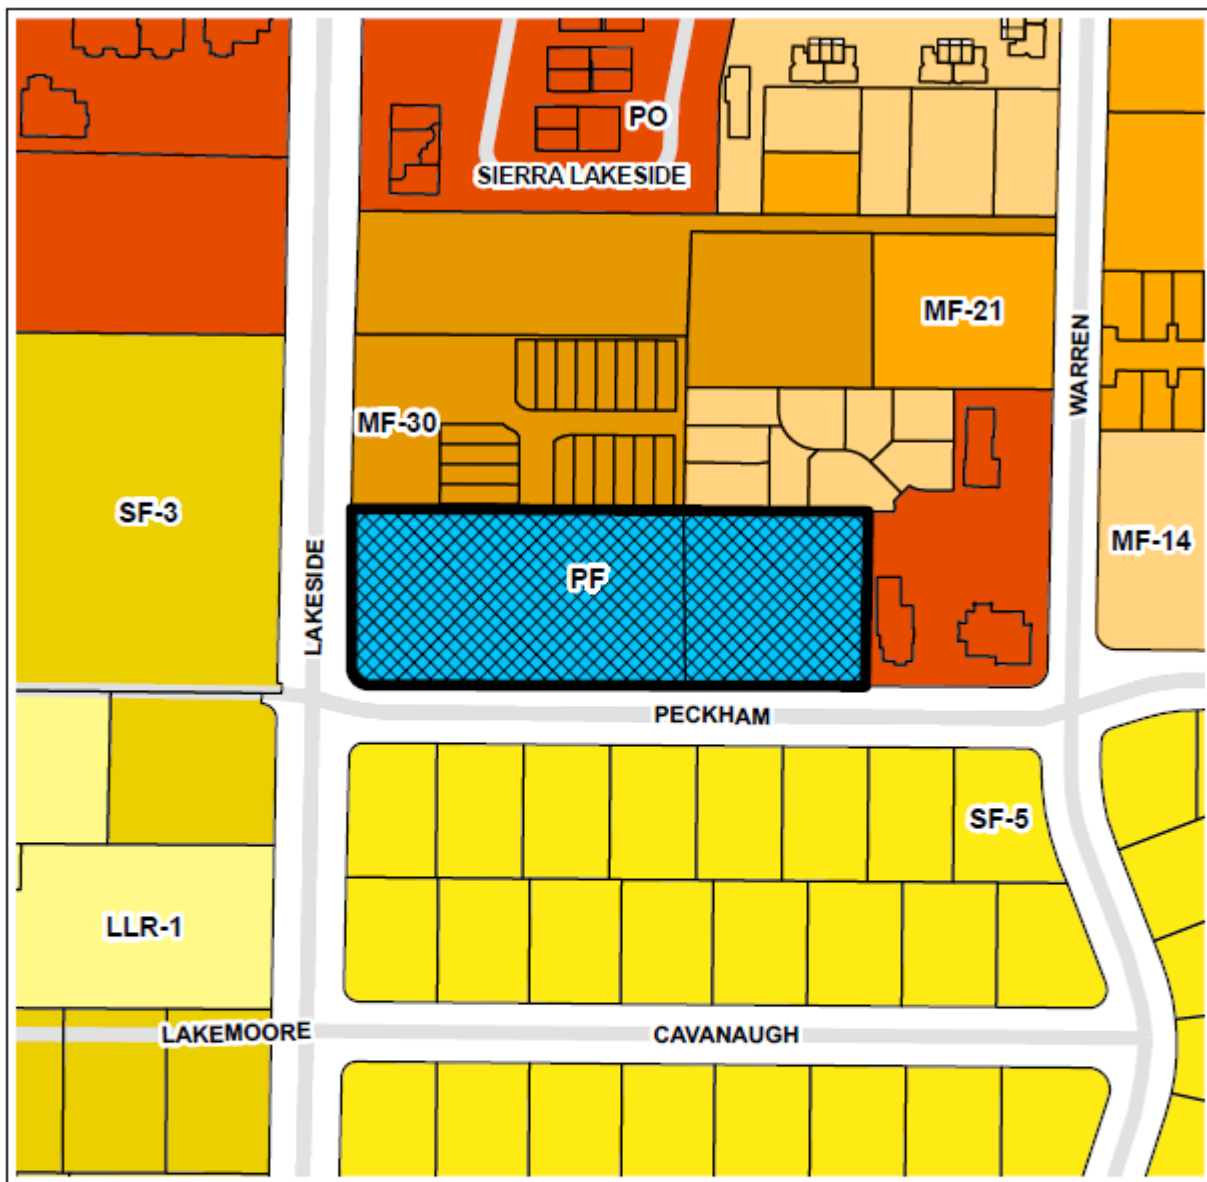 PO
SIERRA LAKESIDE
MF-21
WARREN
MF-30
SF-3
MF-14
LAKESIDE
PF
PECKHAM
SF-5
LLR-1
LAKEMOORE
CAVANAUGH